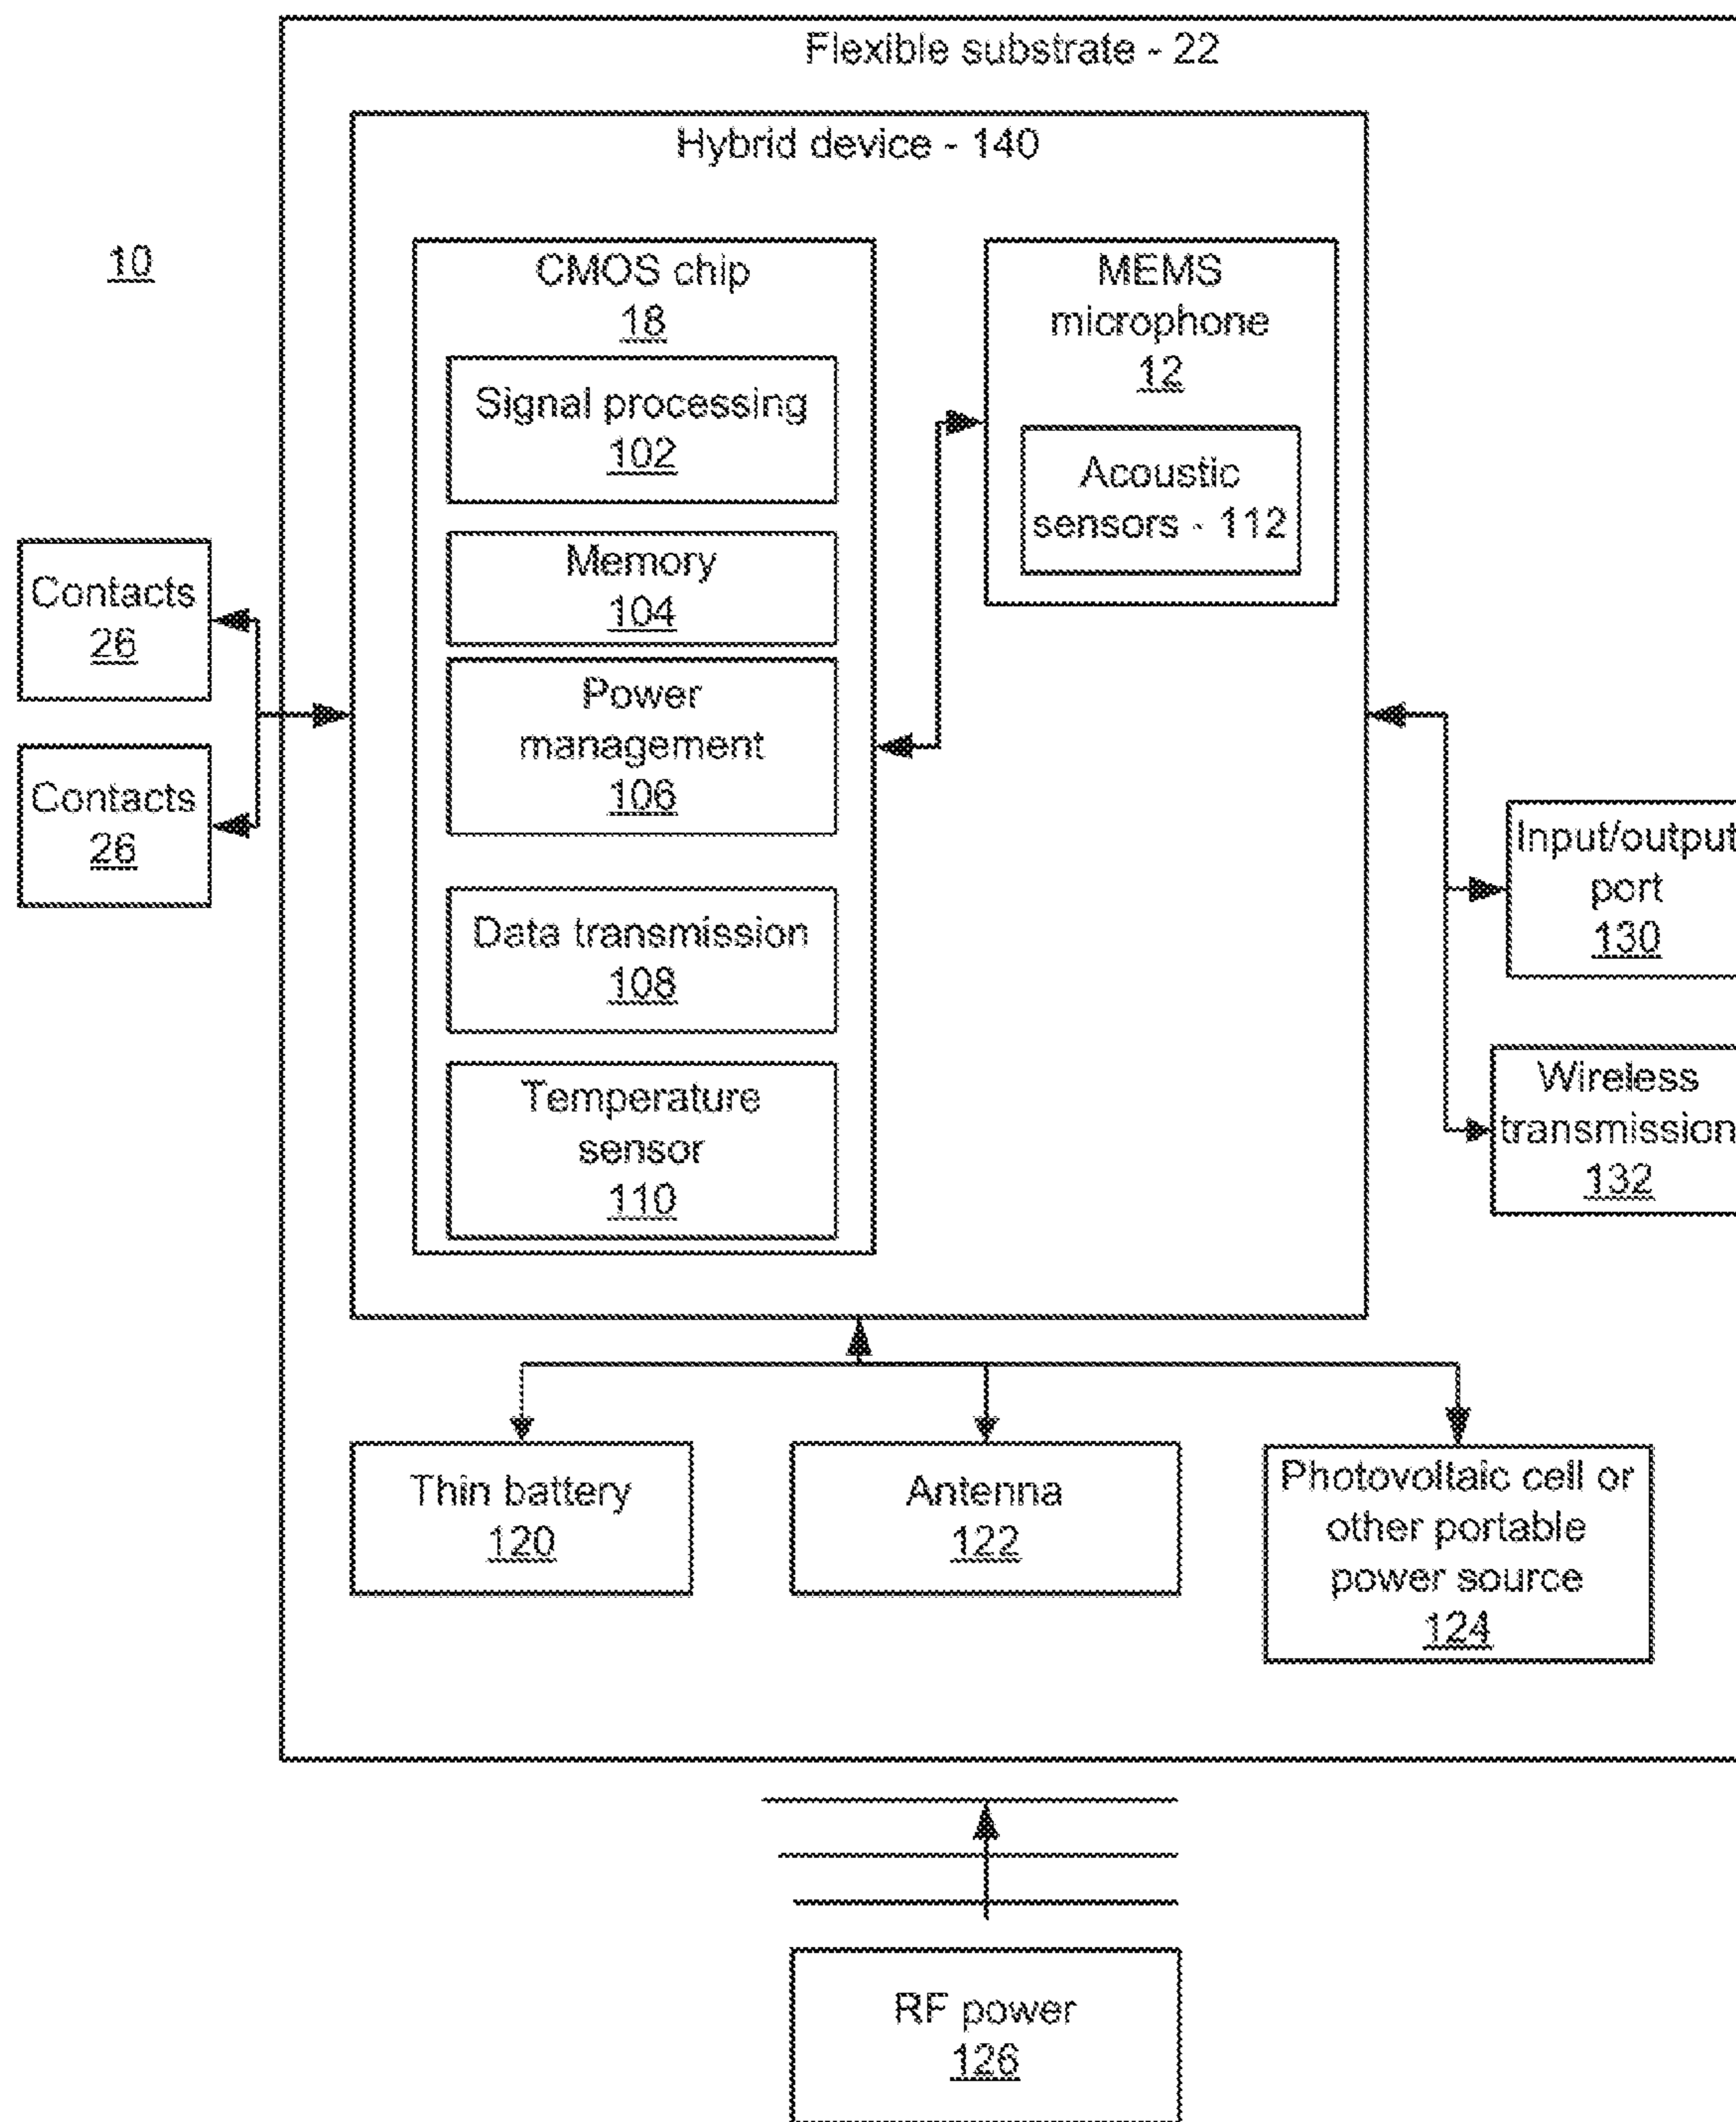 Flexible substrate - 22
Hybrid device - 140
10
CMOS chip
18
Signal processing
102
Memory
104
Power
management
106
Data transmission
108
Temperature
sensor
110
MEMS
microphone
12
Acoustic
sensors - 112
Contacts
26
Contacts
26
Input/output
port
130
Wireless
transmission
132
Thin battery
120
Antenna
122
Photovoltaic cell or
other portable
power source
124
RF power
126